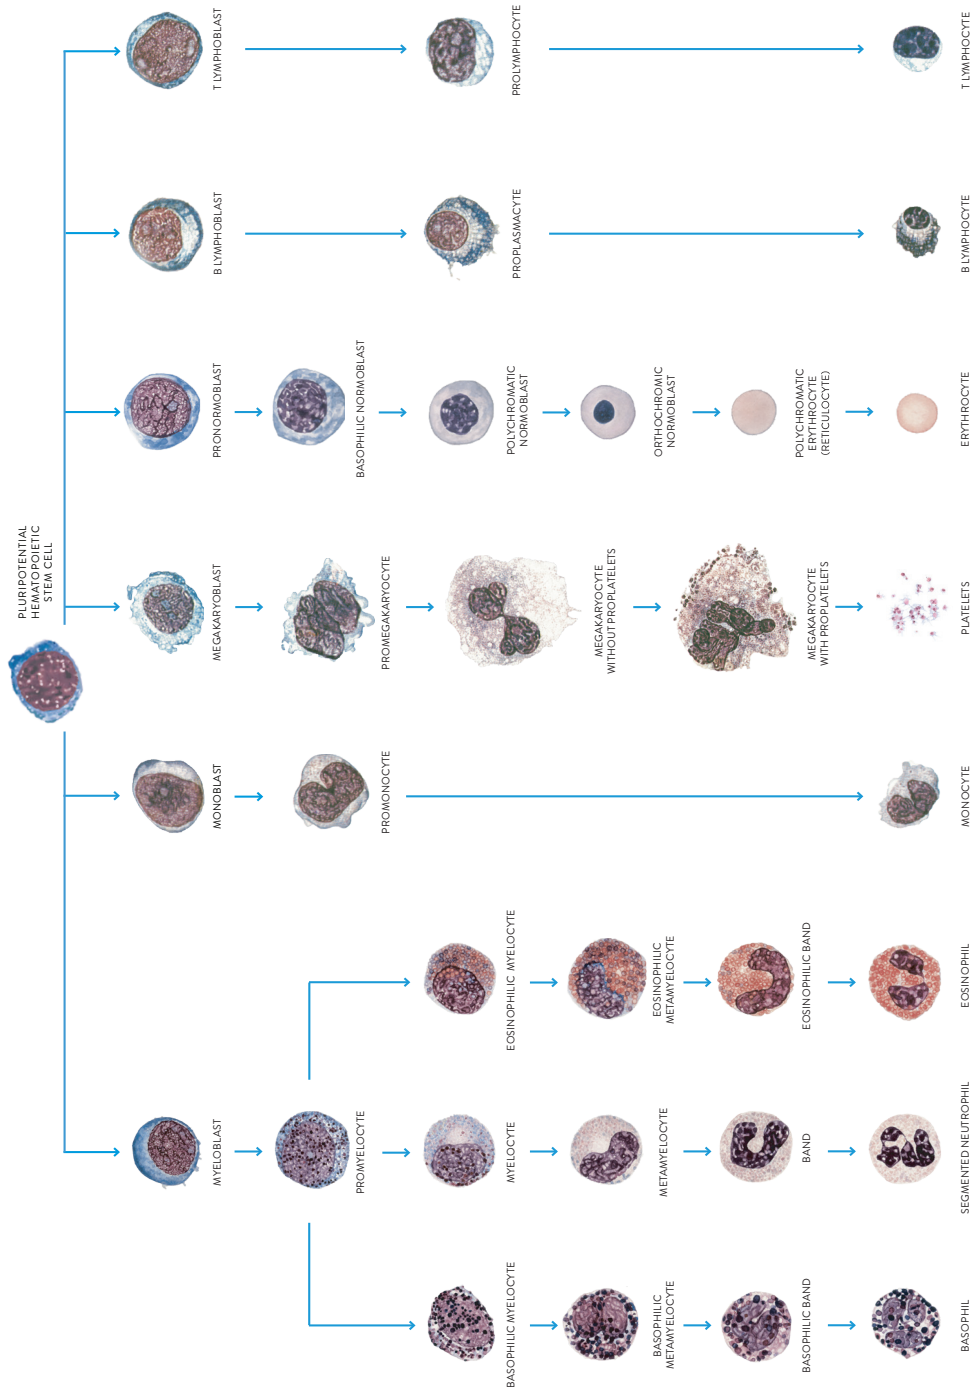 PLURIPOTENTIAL
HEMATOPOIETIC
STEM CELL
MYELOBLAST
MONOBLAST
MEGAKARYOBLAST
PRONORMOBLAST
B LYMPHOBLAST
T LYMPHOBLAST
PROMYELOCYTE
PROMONOCYTE
PROMEGAKARYOCYTE
BASOPHILIC NORMOBLAST
BASOPHILIC MYELOCYTE
MYELOCYTE
EOSINOPHILIC MYELOCYTE
MEGAKARYOCYTE
WITHOUT PROPLATELETS
POLYCHROMATIC
NORMOBLAST
PROPLASMACYTE
PROLYMPHOCYTE
BASOPHILIC
METAMYELOCYTE
METAMYELOCYTE
EOSINOPHILIC
METAMYELOCYTE
ORTHOCHROMIC
NORMOBLAST
BASOPHILIC BAND
BAND
EOSINOPHILIC BAND
MEGAKARYOCYTE
WITH PROPLATELETS
POLYCHROMATIC
ERYTHROCYTE
(RETICULOCYTE)
BASOPHIL
SEGMENTED NEUTROPHIL
EOSINOPHIL
MONOCYTE
PLATELETS
ERYTHROCYTE
B LYMPHOCYTE
T LYMPHOCYTE